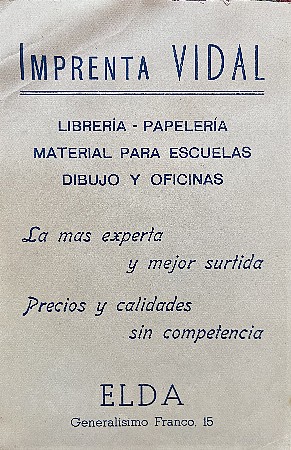 IMPRENTA VIDAL
LIBRERÍA - PAPELERÍA
MATERIAL PARA ESCUELAS
DIBUJO Y OFICINAS
La mas experta
y mejor surtida
Precios y calidades
sin competencia
ELDA
Generalísimo Franco, 15